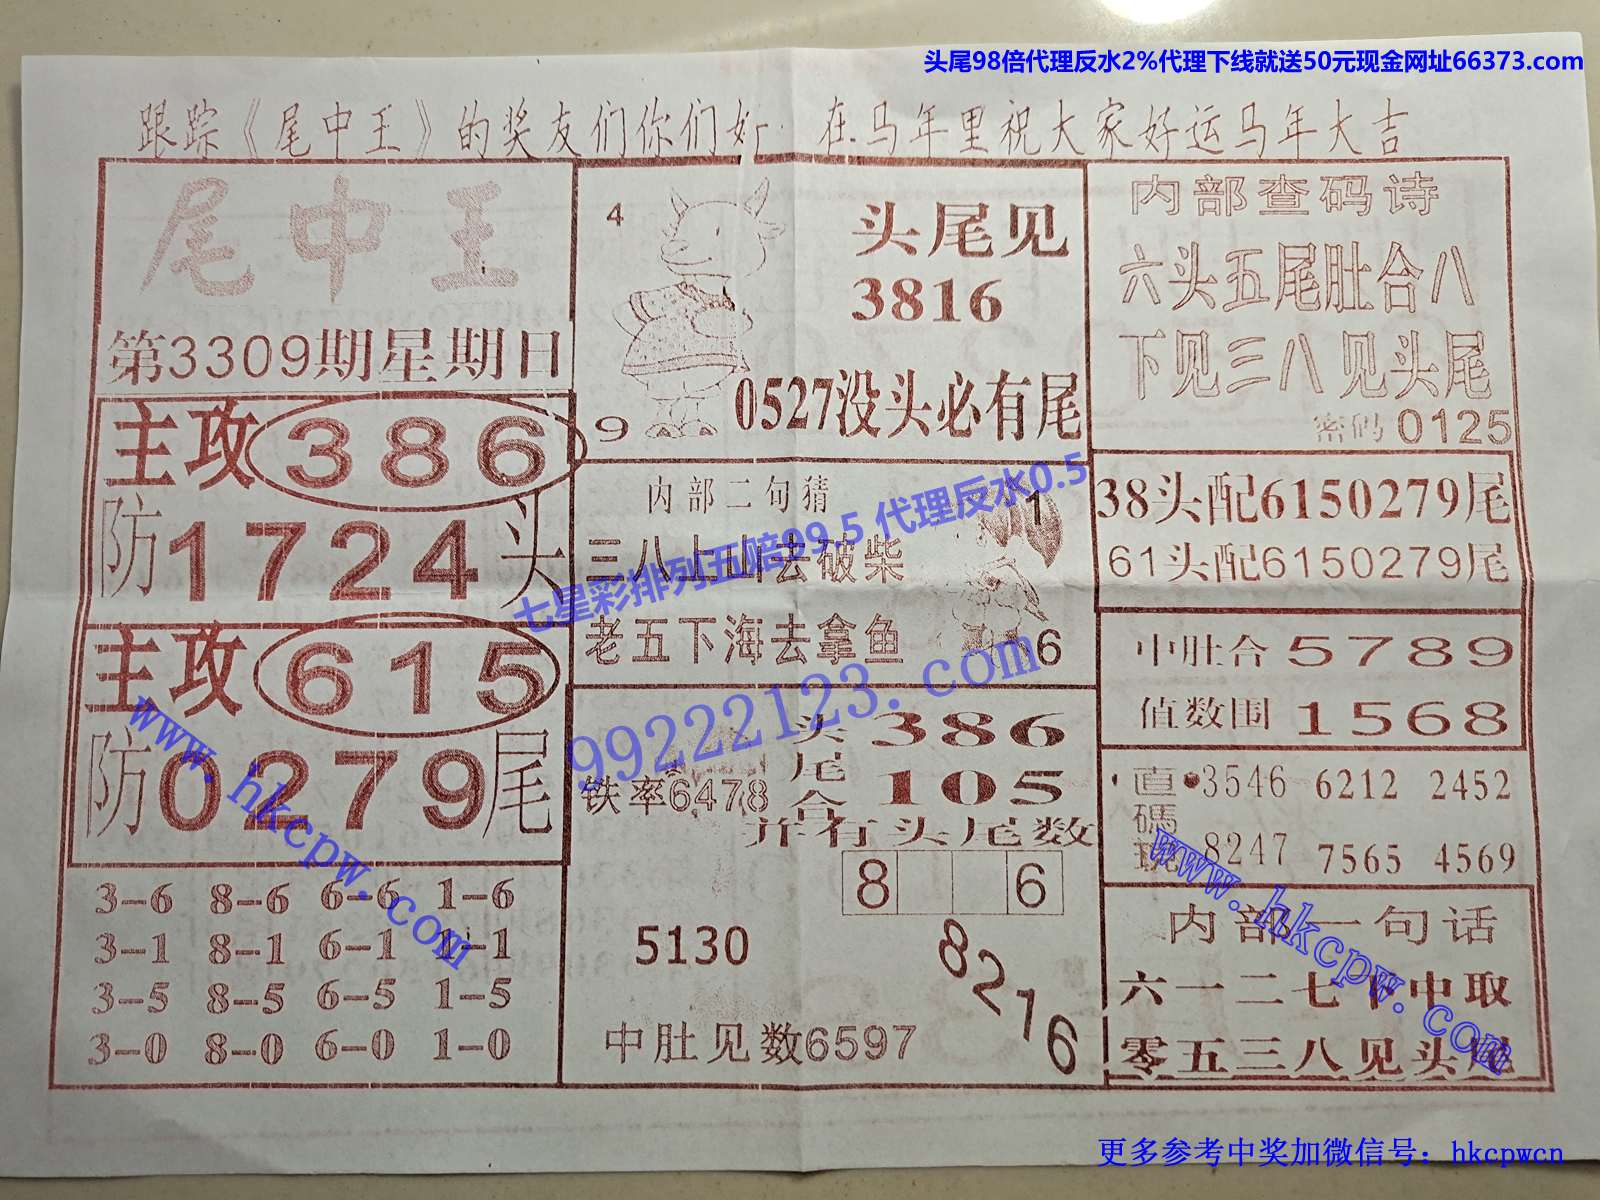 头尾98倍代理反水2%代理下线就送50元现金网址66373.com
跟踪《尾中王》的奖友们你们好 在马年里祝大家好运马年大吉
尾中王
第3309期星期日
主攻386
防1724头
主攻615
防0279尾
3-6 8-6 6-6 1-6
3-1 8-1 6-1 1-1
3-5 8-5 6-5 1-5
3-0 8-0 6-0 1-0
4
头尾见
3816
9
0527没头必有尾
内部二句猜
1
三八上山去破柴
老五下海去拿鱼
6
七星彩排列五赔99.5 代理反水0.5
99222123.com
头386
尾
合105
铁率6478
并有头尾数
8 6
5130
8216
中肚见数6597
内部查码诗
六头五尾肚合八
下见三八见头尾
密码0125
38头配6150279尾
61头配6150279尾
中肚合5789
值数围1568
直碼
3546 6212 2452
8247 7565 4569
内部一句话
六一二七下中取
零五三八见头尾
www.hkcpw.com
www.hkcpw.com
更多参考中奖加微信号：hkcpwcn